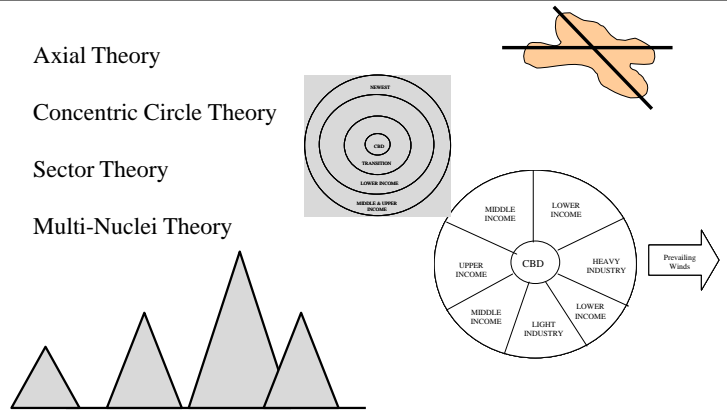 Axial Theory
Concentric Circle Theory
Sector Theory
Multi-Nuclei Theory
NEWEST
CBD
TRANSITION
LOWER INCOME
MIDDLE & UPPER
INCOME
MIDDLE
INCOME
LOWER
INCOME
UPPER
INCOME
CBD
HEAVY
INDUSTRY
MIDDLE
INCOME
LIGHT
INDUSTRY
LOWER
INCOME
Prevailing
Winds